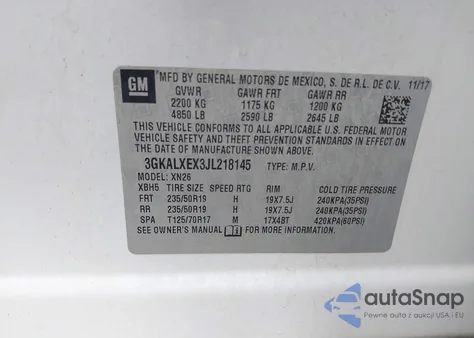 GM
MFD BY GENERAL MOTORS DE MEXICO, S. DE R.L. DE C.V. 11/17
GVWR GAWR FRT GAWR RR
2200 KG 1175 KG 1200 KG
4850 LB 2590 LB 2645 LB
THIS VEHICLE CONFORMS TO ALL APPLICABLE U.S. FEDERAL MOTOR
VEHICLE SAFETY AND THEFT PREVENTION STANDARDS IN EFFECT ON THE
DATE OF MANUFACTURE SHOWN ABOVE.
3GKALXEX3JL218145 TYPE: M.P.V.
MODEL: XN26
XBH5 TIRE SIZE SPEED RTG RIM COLD TIRE PRESSURE
FRT 235/50R19 H 19X7.5J 240KPA(35PSI)
RR 235/50R19 H 19X7.5J 240KPA(35PSI)
SPA T125/70R17 M 17X4BT 420KPA(60PSI)
SEE OWNER'S MANUAL FOR MORE INFORMATION.
autoSnap
Pewne auto z aukcji USA i EU